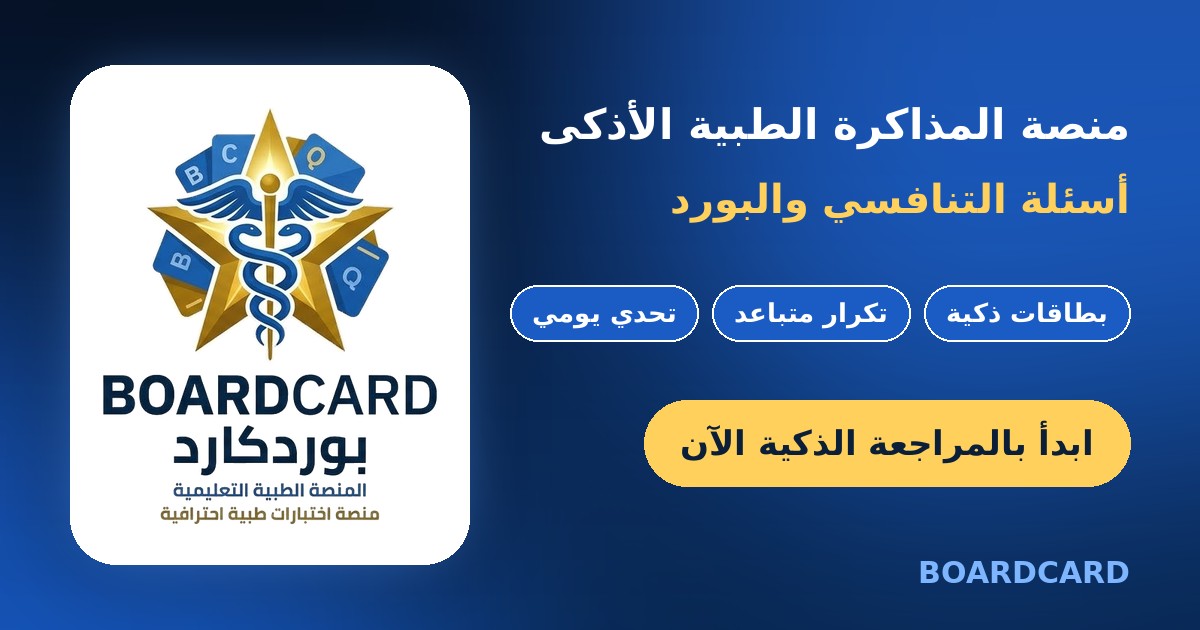 منصة المذاكرة الطبية الأذكى
أسئلة التنافسي والبورد
بطاقات ذكية
تكرار متباعد
تحدي يومي
ابدأ بالمراجعة الذكية الآن
BOARDCARD
B
C
Q
B
Q
BOARDCARD
بوردكارد
المنصة الطبية التعليمية
منصة اختبارات طبية احترافية